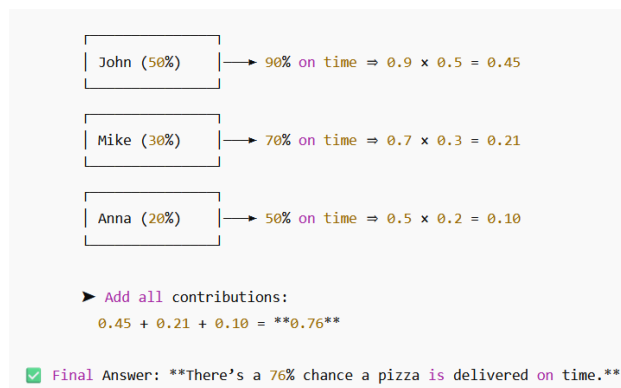 John (50%) ──► 90% on time ⇒ 0.9 × 0.5 = 0.45
Mike (30%) ──► 70% on time ⇒ 0.7 × 0.3 = 0.21
Anna (20%) ──► 50% on time ⇒ 0.5 × 0.2 = 0.10
➤ Add all contributions:
0.45 + 0.21 + 0.10 = **0.76**
✅ Final Answer: **There’s a 76% chance a pizza is delivered on time.**